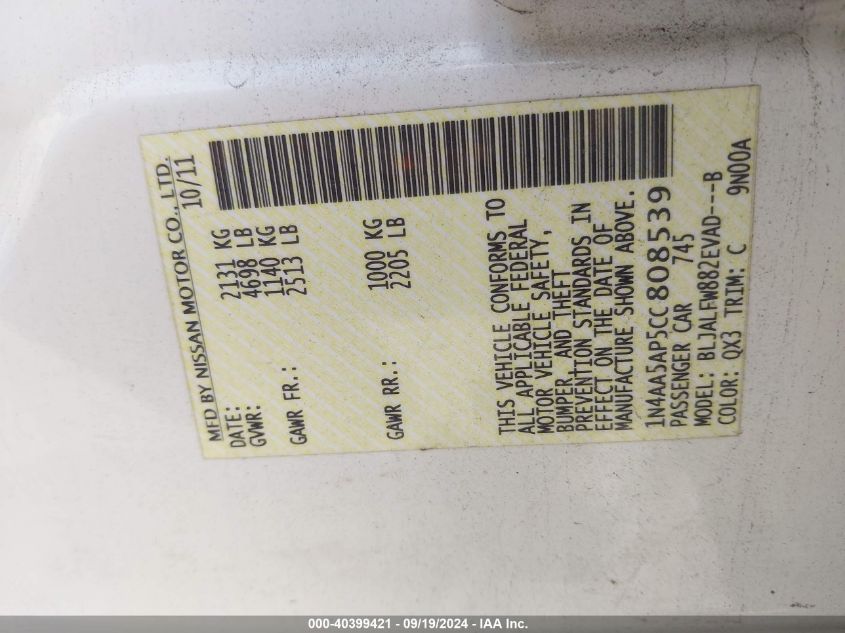 MFD BY NISSAN MOTOR CO., LTD.
DATE: 10/11
GVWR: 2131 KG
4698 LB
GAWR FR.: 1140 KG
2513 LB
GAWR RR.: 1000 KG
2205 LB
THIS VEHICLE CONFORMS TO
ALL APPLICABLE FEDERAL
MOTOR VEHICLE SAFETY,
BUMPER, AND THEFT
PREVENTION STANDARDS IN
EFFECT ON THE DATE OF
MANUFACTURE SHOWN ABOVE.
1N4AA5AP5CC808539
PASSENGER CAR 745
MODEL: BLJALFW882EVAD---B
COLOR: QX3 TRIM: C 9N00A
000-40399421 - 09/19/2024 - IAA Inc.